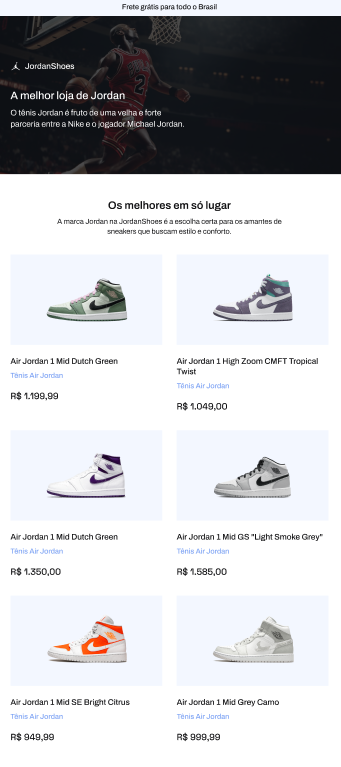 Frete grátis para todo o Brasil
JordanShoes
A melhor loja de Jordan
O tênis Jordan é fruto de uma velha e forte
parceria entre a Nike e o jogador Michael Jordan.
Os melhores em só lugar
A marca Jordan na JordanShoes é a escolha certa para os amantes de
sneakers que buscam estilo e conforto.
Air Jordan 1 Mid Dutch Green
Tênis Air Jordan
R$ 1.199,99
Air Jordan 1 High Zoom CMFT Tropical
Twist
Tênis Air Jordan
R$ 1.049,00
Air Jordan 1 Mid Dutch Green
Tênis Air Jordan
R$ 1.350,00
Air Jordan 1 Mid GS "Light Smoke Grey"
Tênis Air Jordan
R$ 1.585,00
Air Jordan 1 Mid SE Bright Citrus
Tênis Air Jordan
R$ 949,99
Air Jordan 1 Mid Grey Camo
Tênis Air Jordan
R$ 999,99